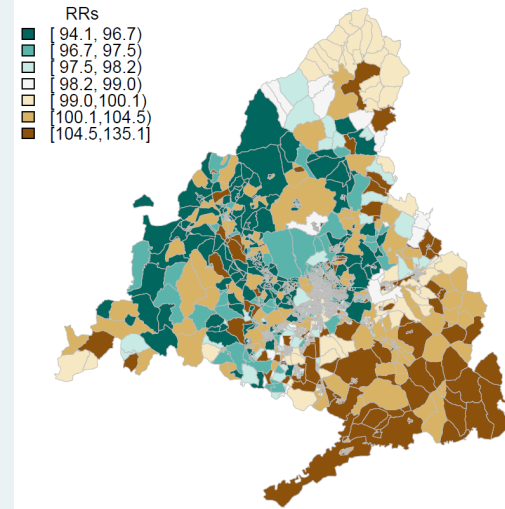 RRs
[ 94.1, 96.7)
[ 96.7, 97.5)
[ 97.5, 98.2)
[ 98.2, 99.0)
[ 99.0,100.1)
[100.1,104.5)
[104.5,135.1]